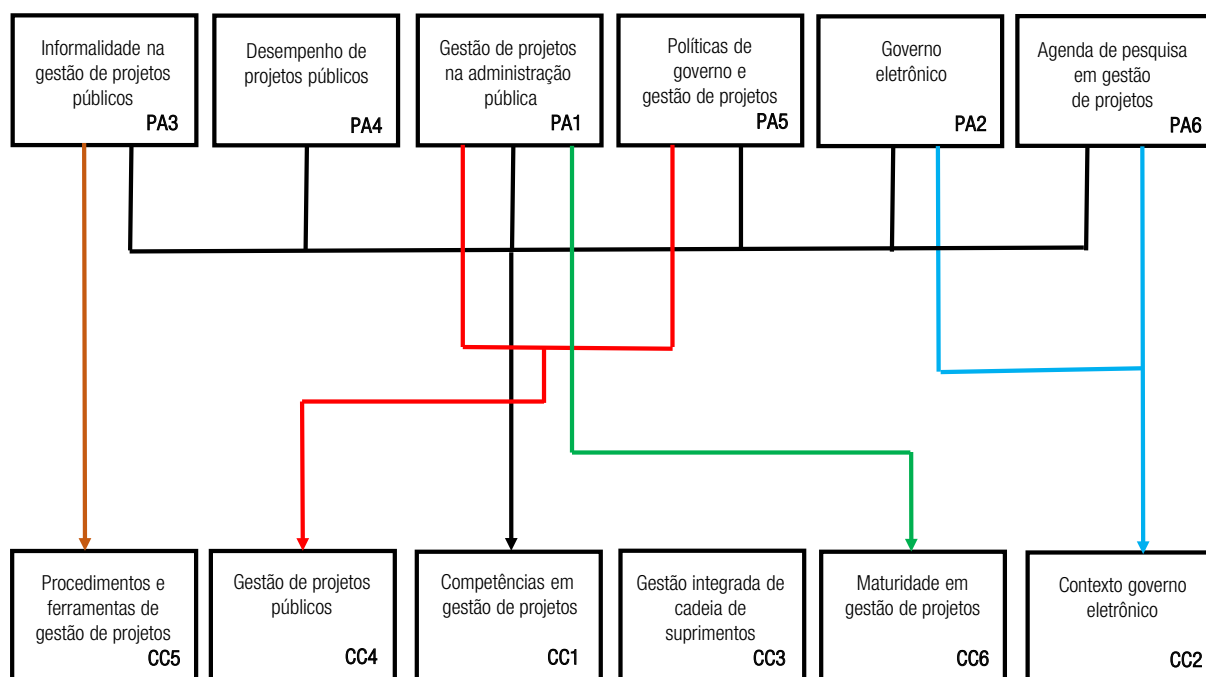 Informalidade na
gestão de projetos
públicos
PA3
Desempenho de
projetos públicos
PA4
Gestão de projetos
na administração
pública
PA1
Políticas de
governo e
gestão de projetos
PA5
Governo
eletrônico
PA2
Agenda de pesquisa
em gestão
de projetos
PA6
Procedimentos e
ferramentas de
gestão de projetos
CC5
Gestão de projetos
públicos
CC4
Competências em
gestão de projetos
CC1
Gestão integrada de
cadeia de
suprimentos
CC3
Maturidade em
gestão de projetos
CC6
Contexto governo
eletrônico
CC2